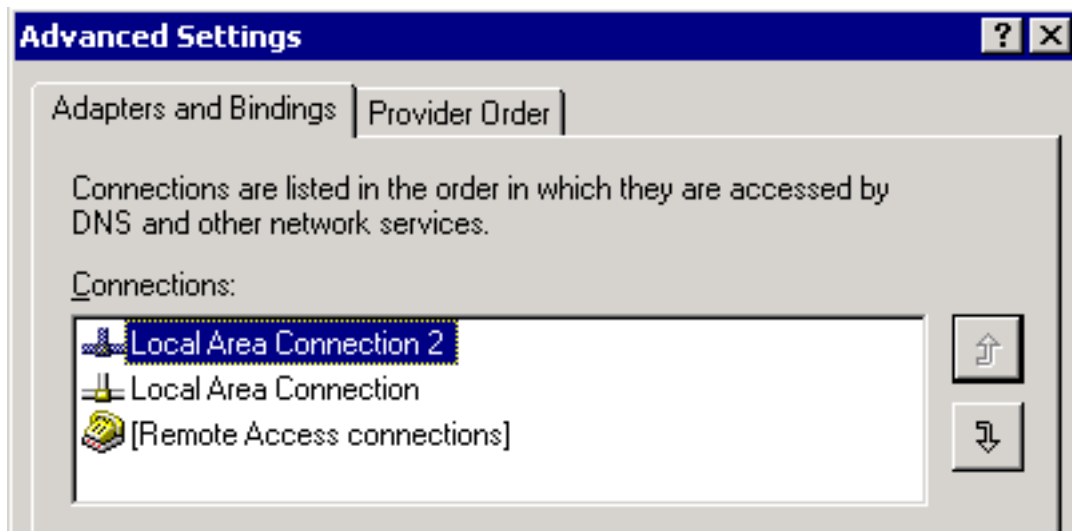 Advanced Settings
Adapters and Bindings
Provider Order
Connections are listed in the order in which they are accessed by
DNS and other network services.
Connections:
Local Area Connection 2
Local Area Connection
[Remote Access connections]